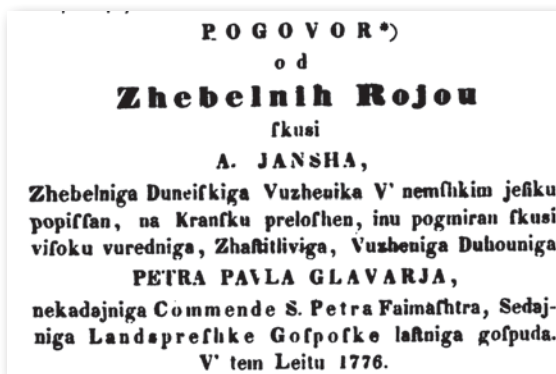 POGOVOR*)
od
Zhebelnih Rojou
ſkusi
A. JANSHA,
Zhebelniga Duneiſkiga Vuzhenika V' nemſhkim jeſiku
popiſſan, na Kranſku preloſhen, inu pogmiran ſkusi
viſoku vuredniga, Zhaſtitliviga, Vusheniga Duhouniga
PETRA PAVLA GLAVARJA,
nekadajniga Commende S. Petra Faimaſhtra, Sedaj-
niga Landspreſhke Goſpoſke laſtniga goſpuda.
V' tem Leitu 1776.